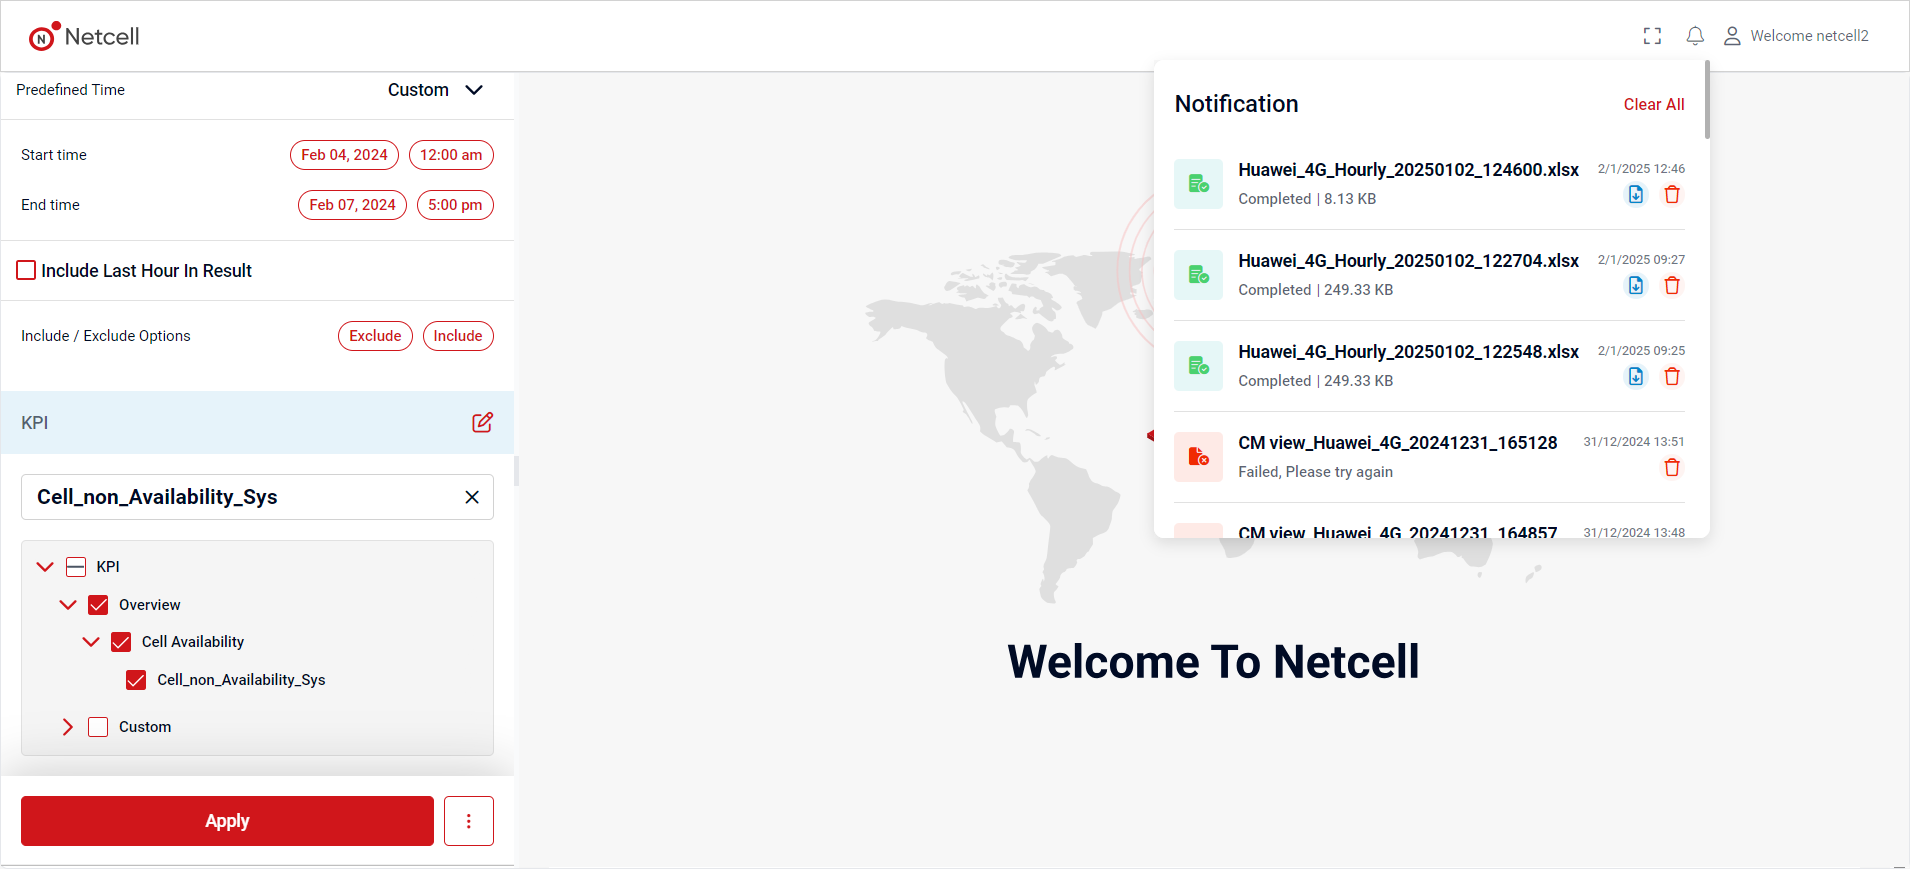 N Netcell
Welcome netcell2
Predefined Time Custom
Start time Feb 04, 2024 12:00 am
End time Feb 07, 2024 5:00 pm
Include Last Hour In Result
Include / Exclude Options Exclude Include
KPI
Cell_non_Availability_Sys
KPI
Overview
Cell Availability
Cell_non_Availability_Sys
Custom
Apply
Notification Clear All
Huawei_4G_Hourly_20250102_124600.xlsx 2/1/2025 12:46
Completed | 8.13 KB
Huawei_4G_Hourly_20250102_122704.xlsx 2/1/2025 09:27
Completed | 249.33 KB
Huawei_4G_Hourly_20250102_122548.xlsx 2/1/2025 09:25
Completed | 249.33 KB
CM view_Huawei_4G_20241231_165128 31/12/2024 13:51
Failed, Please try again
CM view_Huawei_4G_20241231_164857 31/12/2024 13:48
Welcome To Netcell